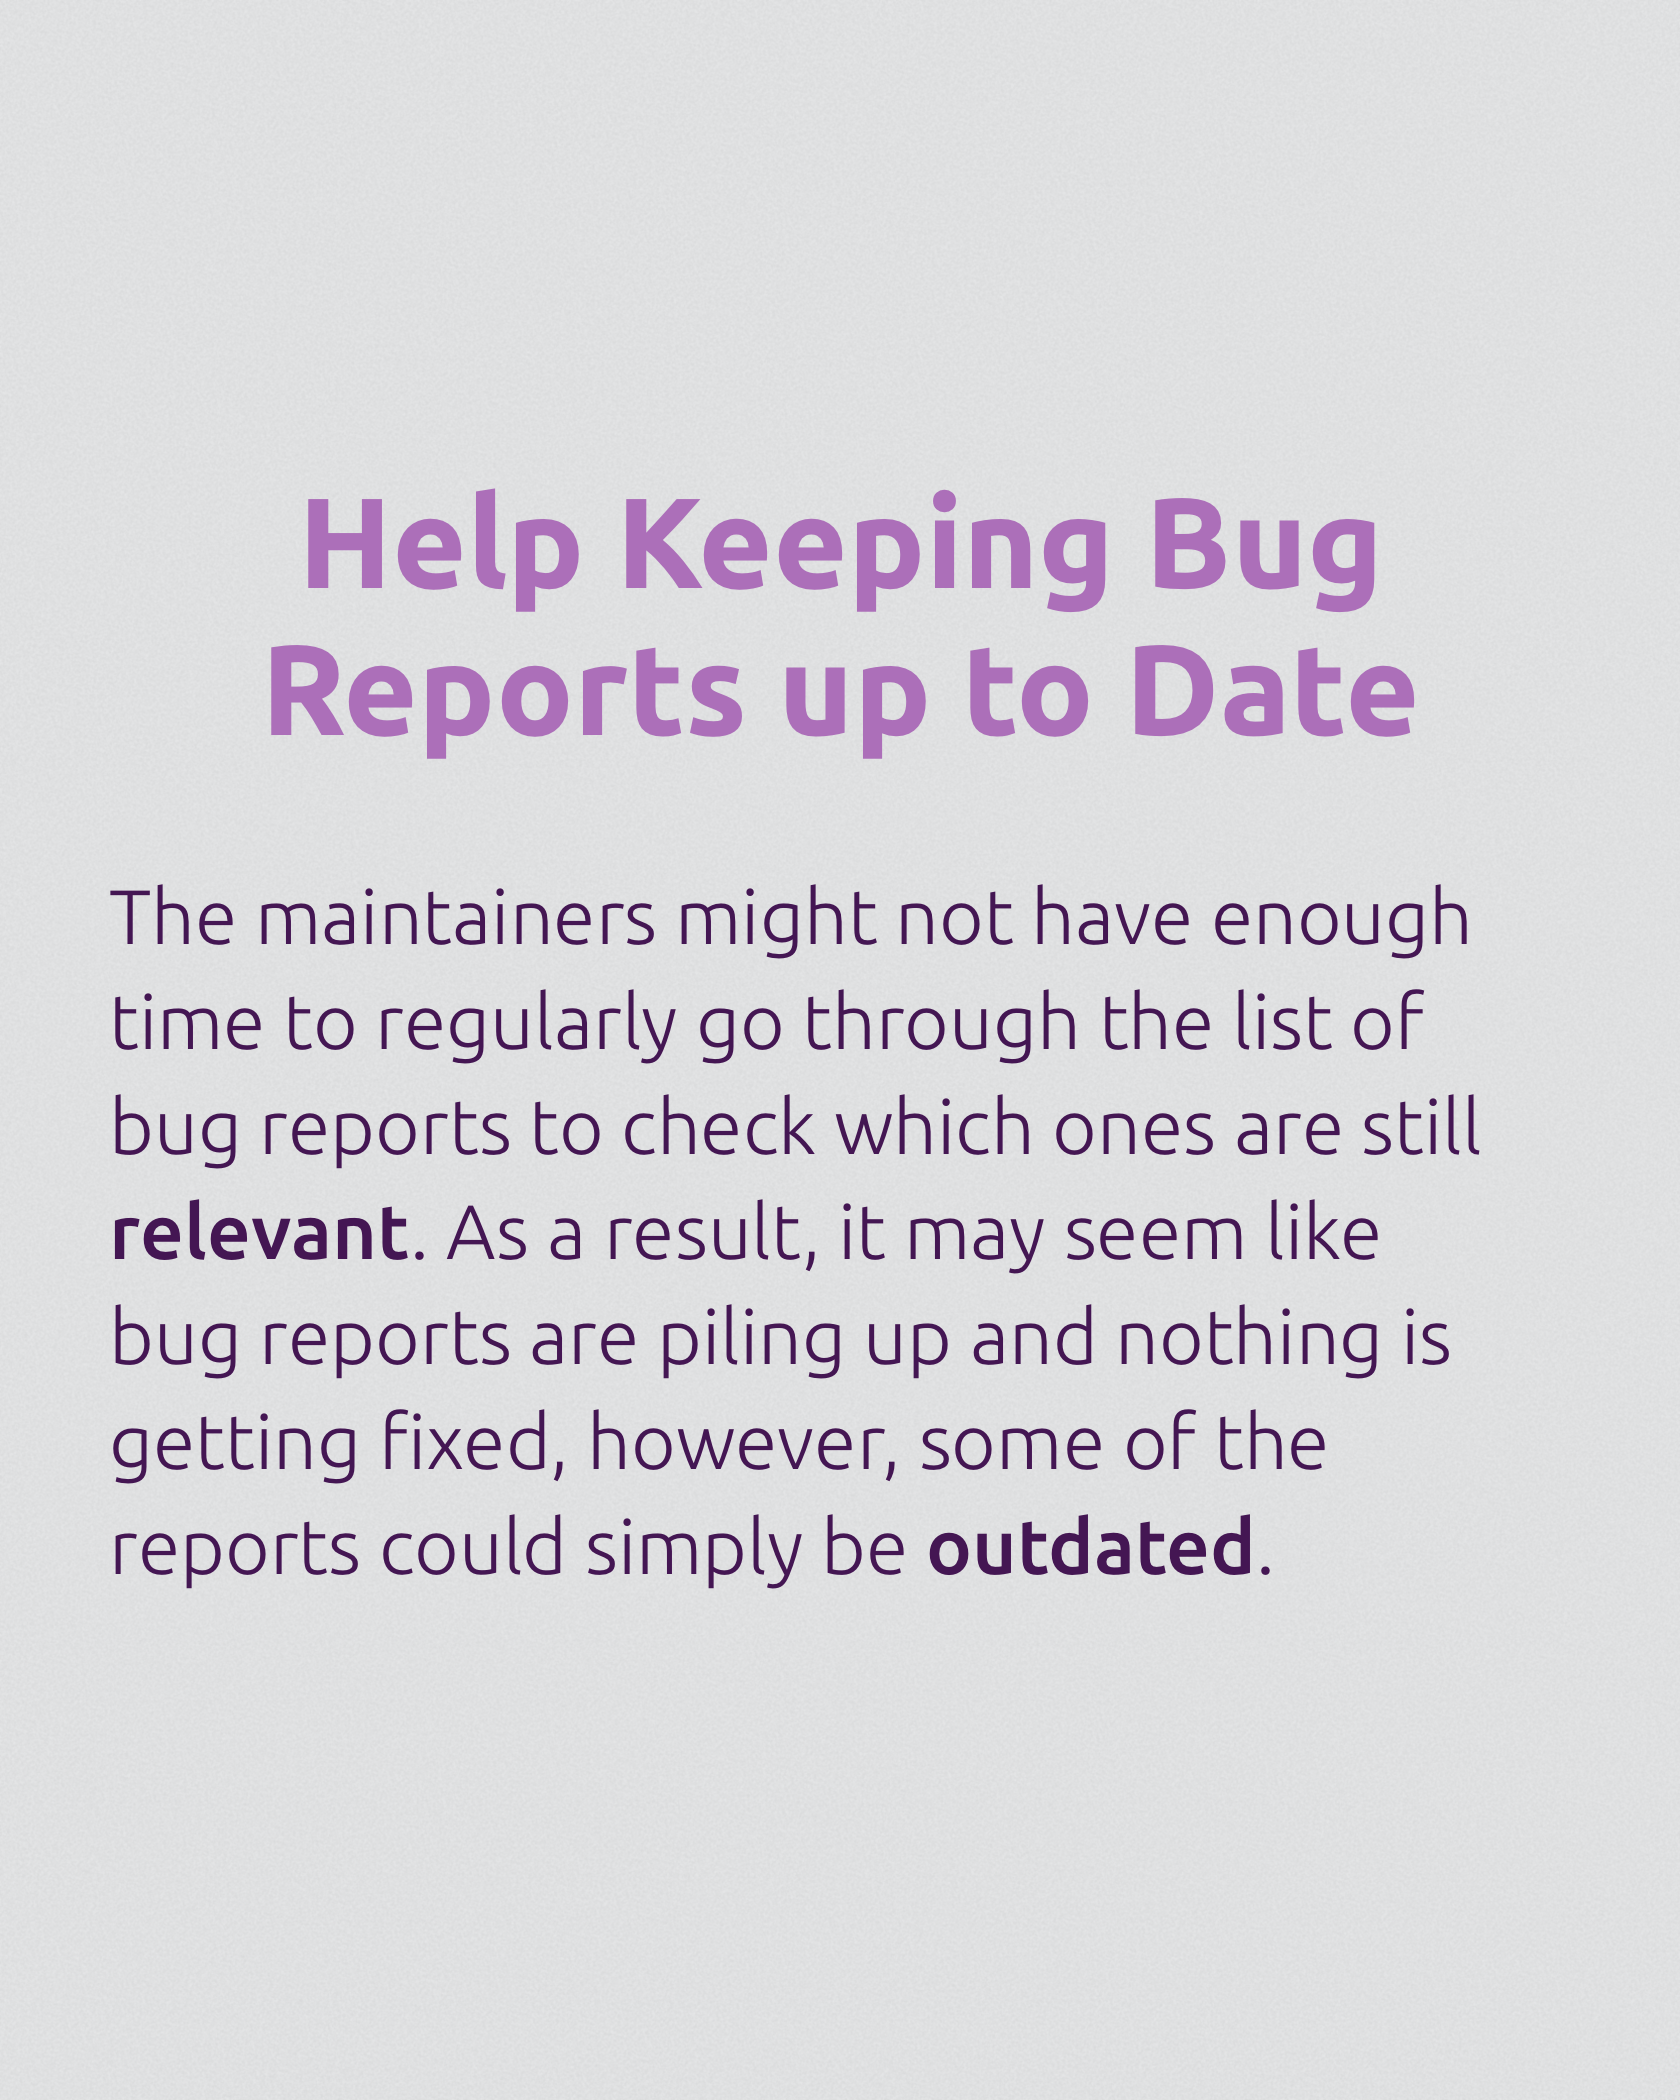 Help Keeping Bug
Reports up to Date
The maintainers might not have enough
time to regularly go through the list of
bug reports to check which ones are still
relevant. As a result, it may seem like
bug reports are piling up and nothing is
getting fixed, however, some of the
reports could simply be outdated.